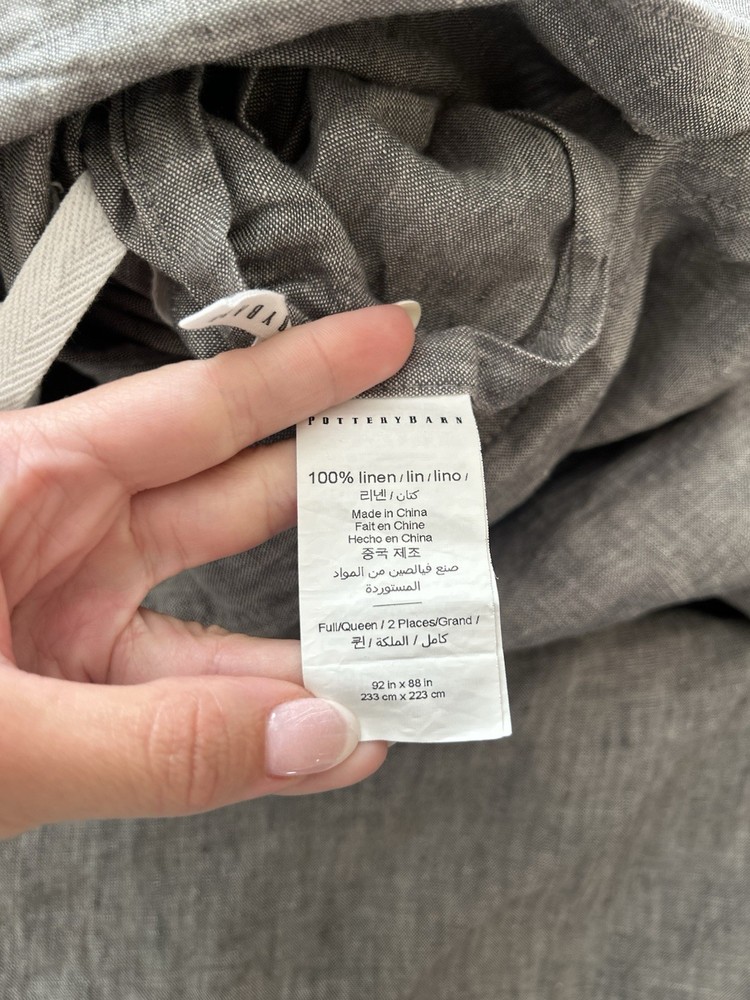 POTTERYBARN
100% linen / lin / lino /
리넨 / كتان
Made in China
Fait en Chine
Hecho en China
중국 제조
صنع فيالصين من المواد
المستوردة
Full/Queen / 2 Places/Grand /
퀸 / الملكة / كامل
92 in x 88 in
233 cm x 223 cm